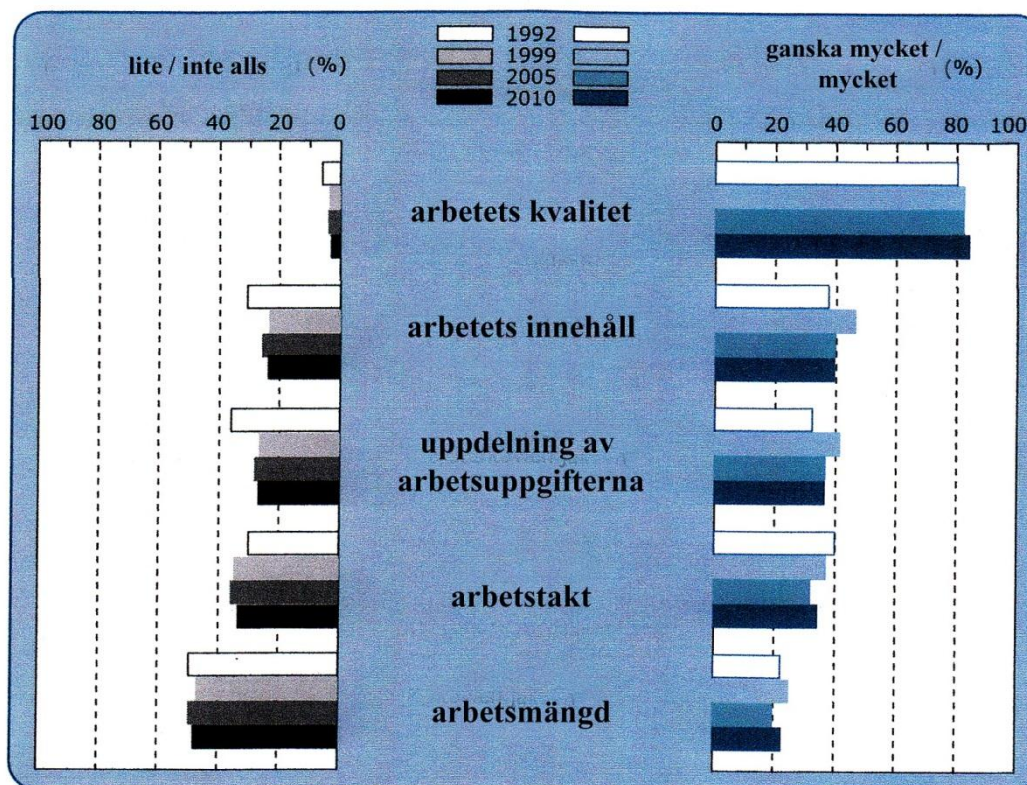 1992
1999
2005
2010
lite / inte alls (%)
ganska mycket /
mycket (%)
100 80 60 40 20 0
0 20 40 60 80 100
arbetets kvalitet
arbetets innehåll
uppdelning av
arbetsuppgifterna
arbetstakt
arbetsmängd